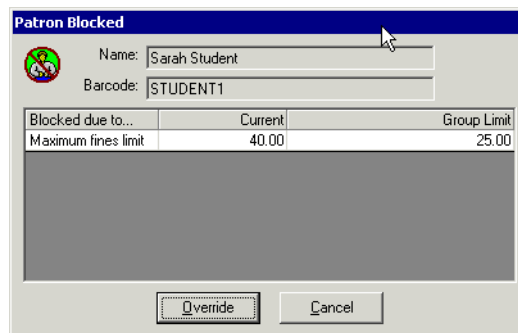 Patron Blocked
Name: Sarah Student
Barcode: STUDENT1
Blocked due to... Current Group Limit
Maximum fines limit 40.00 25.00
Override Cancel